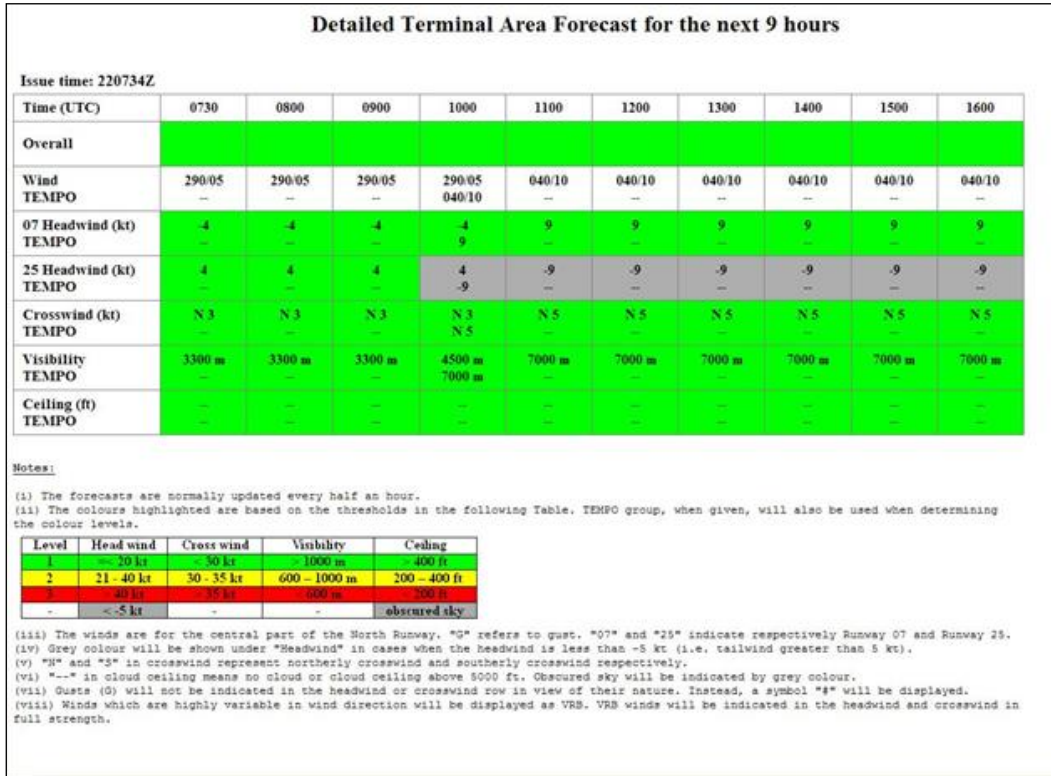 Detailed Terminal Area Forecast for the next 9 hours
Issue time: 220734Z
Time (UTC) 0730 0800 0900 1000 1100 1200 1300 1400 1500 1600
Overall
Wind 290/05 290/05 290/05 290/05 040/10 040/10 040/10 040/10 040/10 040/10
TEMPO -- -- -- 040/10 -- -- -- -- -- --
07 Headwind (kt) -4 -4 -4 -4 9 9 9 9 9 9
TEMPO -- -- -- 9 -- -- -- -- -- --
25 Headwind (kt) 4 4 4 4 -9 -9 -9 -9 -9 -9
TEMPO -- -- -- -9 -- -- -- -- -- --
Crosswind (kt) N 3 N 3 N 3 N 3 N 5 N 5 N 5 N 5 N 5 N 5
TEMPO -- -- -- N 5 -- -- -- -- -- --
Visibility 3300 m 3300 m 3300 m 4500 m 7000 m 7000 m 7000 m 7000 m 7000 m 7000 m
TEMPO -- -- -- 7000 m -- -- -- -- -- --
Ceiling (ft) -- -- -- -- -- -- -- -- -- --
TEMPO -- -- -- -- -- -- -- -- -- --
Notes:
(i) The forecasts are normally updated every half an hour.
(ii) The colours highlighted are based on the thresholds in the following Table. TEMPO group, when given, will also be used when determining
the colour levels.
Level Head wind Cross wind Visibility Ceiling
1 =< 20 kt < 30 kt > 1000 m > 400 ft
2 21 - 40 kt 30 - 35 kt 600 – 1000 m 200 – 400 ft
3 > 40 kt > 35 kt < 600 m < 200 ft
- < -5 kt - - obscured sky
(iii) The winds are for the central part of the North Runway. "G" refers to gust. "07" and "25" indicate respectively Runway 07 and Runway 25.
(iv) Grey colour will be shown under "Headwind" in cases when the headwind is less than -5 kt (i.e. tailwind greater than 5 kt).
(v) "N" and "S" in crosswind represent northerly crosswind and southerly crosswind respectively.
(vi) "--" in cloud ceiling means no cloud or cloud ceiling above 5000 ft. Obscured sky will be indicated by grey colour.
(vii) Gusts (G) will not be indicated in the headwind or crosswind row in view of their nature. Instead, a symbol "#" will be displayed.
(viii) Winds which are highly variable in wind direction will be displayed as VRB. VRB winds will be indicated in the headwind and crosswind in
full strength.